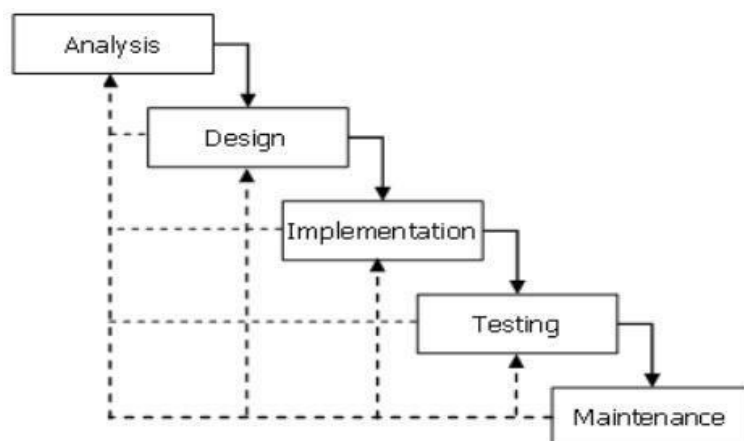 Analysis
Design
Implementation
Testing
Maintenance